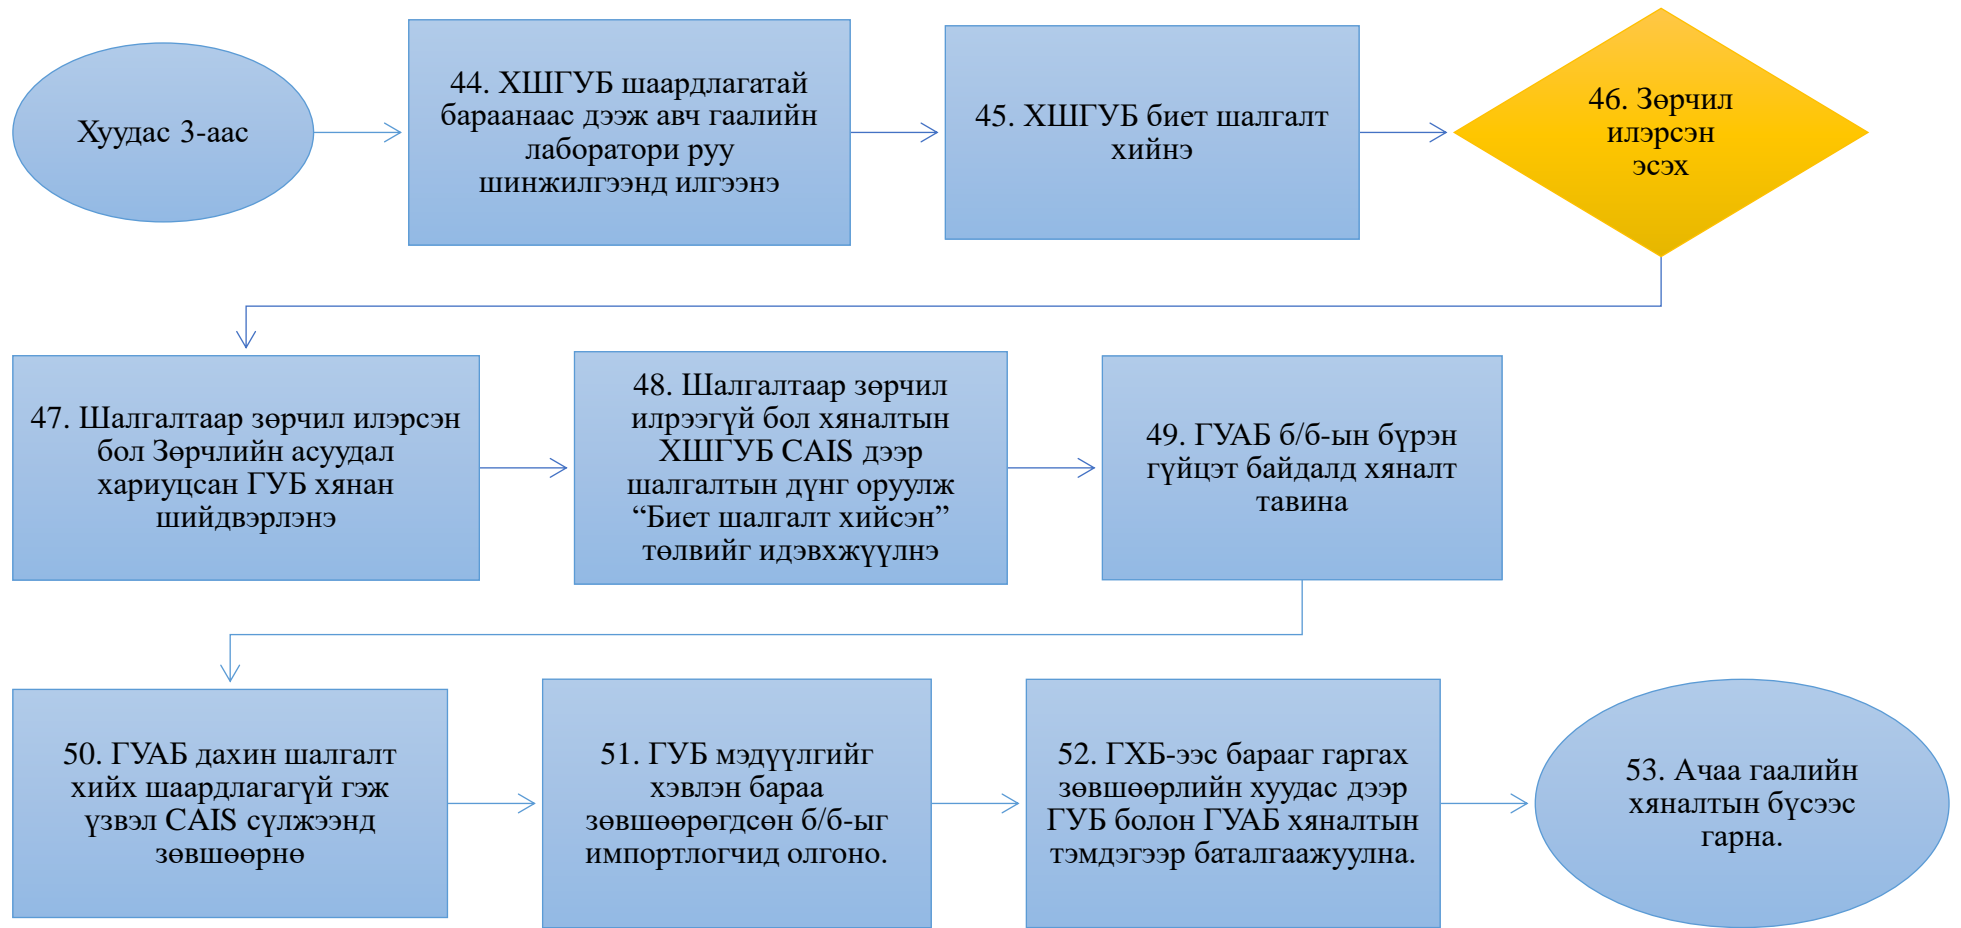 Хуудас 3-аас
44. ХШГУБ шаардлагатай
бараанаас дээж авч гаалийн
лаборатори руу
шинжилгээнд илгээнэ
45. ХШГУБ биет шалгалт
хийнэ
46. Зөрчил
илэрсэн
эсэх
47. Шалгалтаар зөрчил илэрсэн
бол Зөрчлийн асуудал
хариуцсан ГУБ хянан
шийдвэрлэнэ
48. Шалгалтаар зөрчил
илрээгүй бол хяналтын
ХШГУБ CAIS дээр
шалгалтын дүнг оруулж
“Биет шалгалт хийсэн”
төлвийг идэвхжүүлнэ
49. ГУАБ б/б-ын бүрэн
гүйцэт байдалд хяналт
тавина
50. ГУАБ дахин шалгалт
хийх шаардлагагүй гэж
үзвэл CAIS сүлжээнд
зөвшөөрнө
51. ГУБ мэдүүлгийг
хэвлэн бараа
зөвшөөрөгдсөн б/б-ыг
импортлогчид олгоно.
52. ГХБ-ээс барааг гаргах
зөвшөөрлийн хуудас дээр
ГУБ болон ГУАБ хяналтын
тэмдэгээр баталгаажуулна.
53. Ачаа гаалийн
хяналтын бүсээс
гарна.